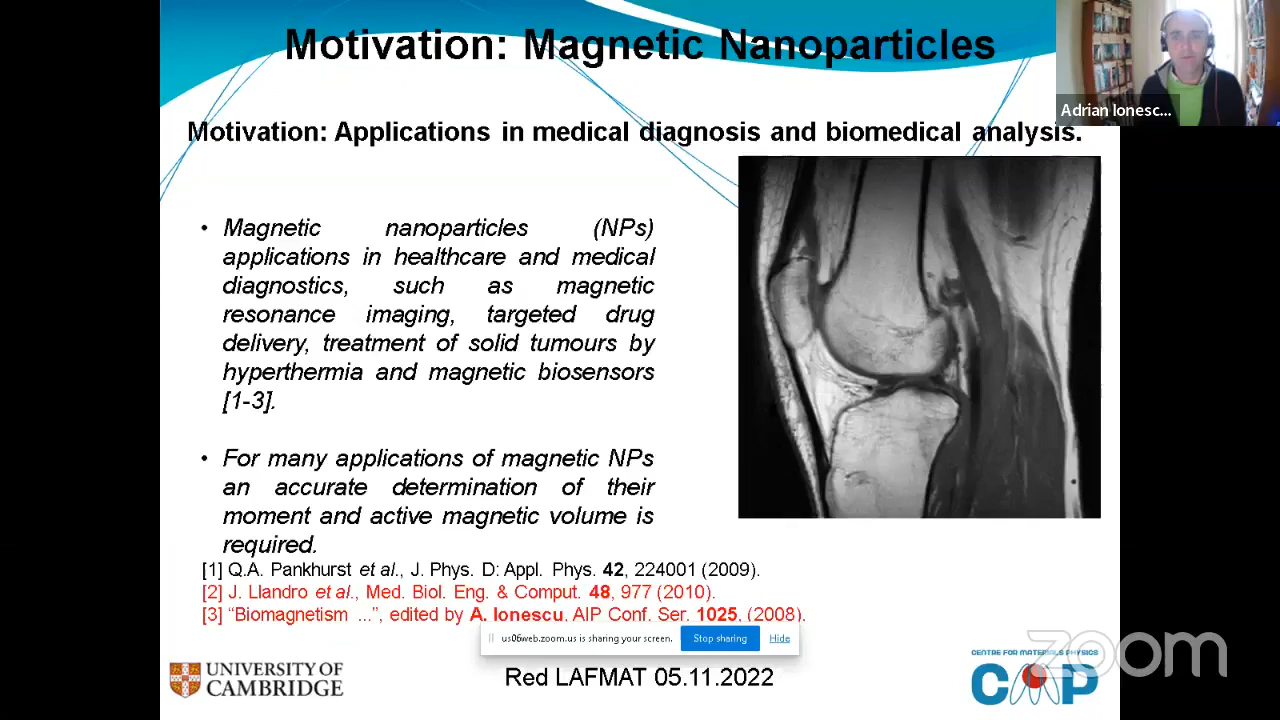 Motivation: Magnetic Nanoparticles
Adrian Ionesc...
Motivation: Applications in medical diagnosis and biomedical analysis.
• Magnetic nanoparticles (NPs)
applications in healthcare and medical
diagnostics, such as magnetic
resonance imaging, targeted drug
delivery, treatment of solid tumours by
hyperthermia and magnetic biosensors
[1-3].
• For many applications of magnetic NPs
an accurate determination of their
moment and active magnetic volume is
required.
[1] Q.A. Pankhurst et al., J. Phys. D: Appl. Phys. 42, 224001 (2009).
[2] J. Llandro et al., Med. Biol. Eng. & Comput. 48, 977 (2010).
[3] “Biomagnetism ...”, edited by A. Ionescu, AIP Conf. Ser. 1025, (2008).
us06web.zoom.us is sharing your screen. Stop sharing Hide
UNIVERSITY OF
CAMBRIDGE
Red LAFMAT 05.11.2022
CENTRE FOR MATERIALS PHYSICS
CMP
zoom